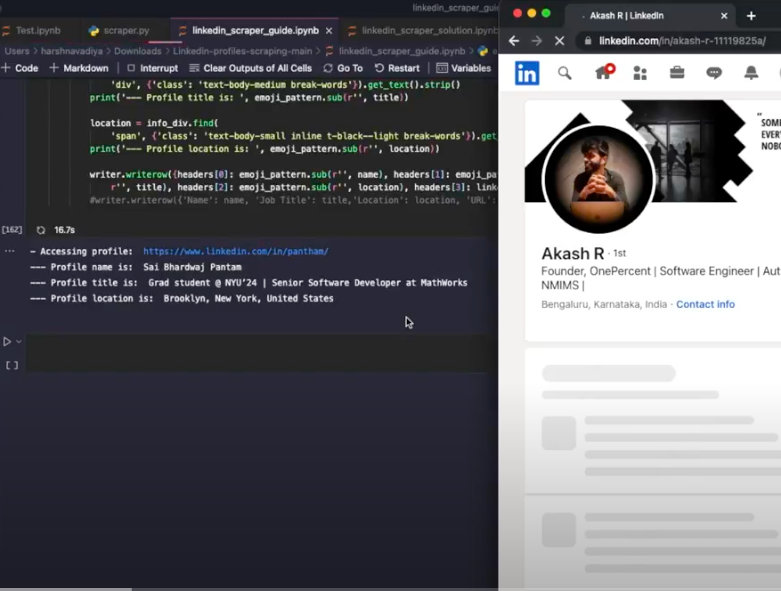 linkedin_scraper_gui
Test.ipynb
scraper.py
linkedin_scraper_guide.ipynb
linkedin_scraper_solution.ipynb
Users › harshnavadiya › Downloads › Linkedin-profiles-scraping-main › linkedin_scraper_guide.ipynb ›
+ Code + Markdown Interrupt Clear Outputs of All Cells Go To Restart Variables
'div', {'class': 'text-body-medium break-words'}).get_text().strip()
print('--- Profile title is: ', emoji_pattern.sub(r'', title))
location = info_div.find(
'span', {'class': 'text-body-small inline t-black--light break-words'}).get_
print('--- Profile location is: ', emoji_pattern.sub(r'', location))
writer.writerow({headers[0]: emoji_pattern.sub(r'', name), headers[1]: emoji_pa
r'', title), headers[2]: emoji_pattern.sub(r'', location), headers[3]: link
#writer.writerow({'Name': name, 'Job Title': title,'Location': location, 'URL':
[162] 16.7s
... - Accessing profile: https://www.linkedin.com/in/pantham/
--- Profile name is: Sai Bhardwaj Pantam
--- Profile title is: Grad student @ NYU'24 | Senior Software Developer at MathWorks
--- Profile location is: Brooklyn, New York, United States
[ ]
Akash R | LinkedIn
linkedin.com/in/akash-r-11119825a/
in
"SOME
EVERY
NOBO
Akash R · 1st
Founder, OnePercent | Software Engineer | Aut
NMIMS |
Bengaluru, Karnataka, India · Contact info